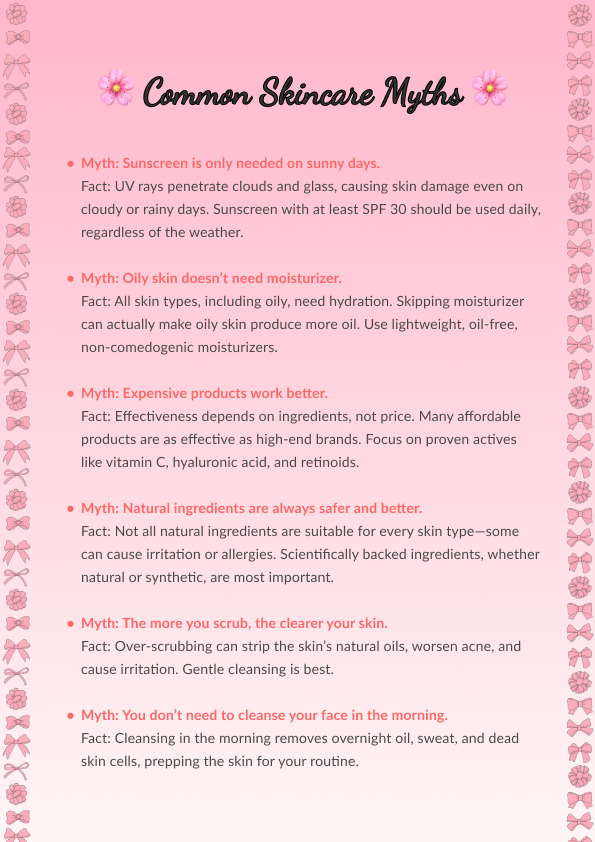 🌸 Common Skincare Myths 🌸
• Myth: Sunscreen is only needed on sunny days.
Fact: UV rays penetrate clouds and glass, causing skin damage even on
cloudy or rainy days. Sunscreen with at least SPF 30 should be used daily,
regardless of the weather.
• Myth: Oily skin doesn’t need moisturizer.
Fact: All skin types, including oily, need hydration. Skipping moisturizer
can actually make oily skin produce more oil. Use lightweight, oil-free,
non-comedogenic moisturizers.
• Myth: Expensive products work better.
Fact: Effectiveness depends on ingredients, not price. Many affordable
products are as effective as high-end brands. Focus on proven actives
like vitamin C, hyaluronic acid, and retinoids.
• Myth: Natural ingredients are always safer and better.
Fact: Not all natural ingredients are suitable for every skin type—some
can cause irritation or allergies. Scientifically backed ingredients, whether
natural or synthetic, are most important.
• Myth: The more you scrub, the clearer your skin.
Fact: Over-scrubbing can strip the skin’s natural oils, worsen acne, and
cause irritation. Gentle cleansing is best.
• Myth: You don’t need to cleanse your face in the morning.
Fact: Cleansing in the morning removes overnight oil, sweat, and dead
skin cells, prepping the skin for your routine.